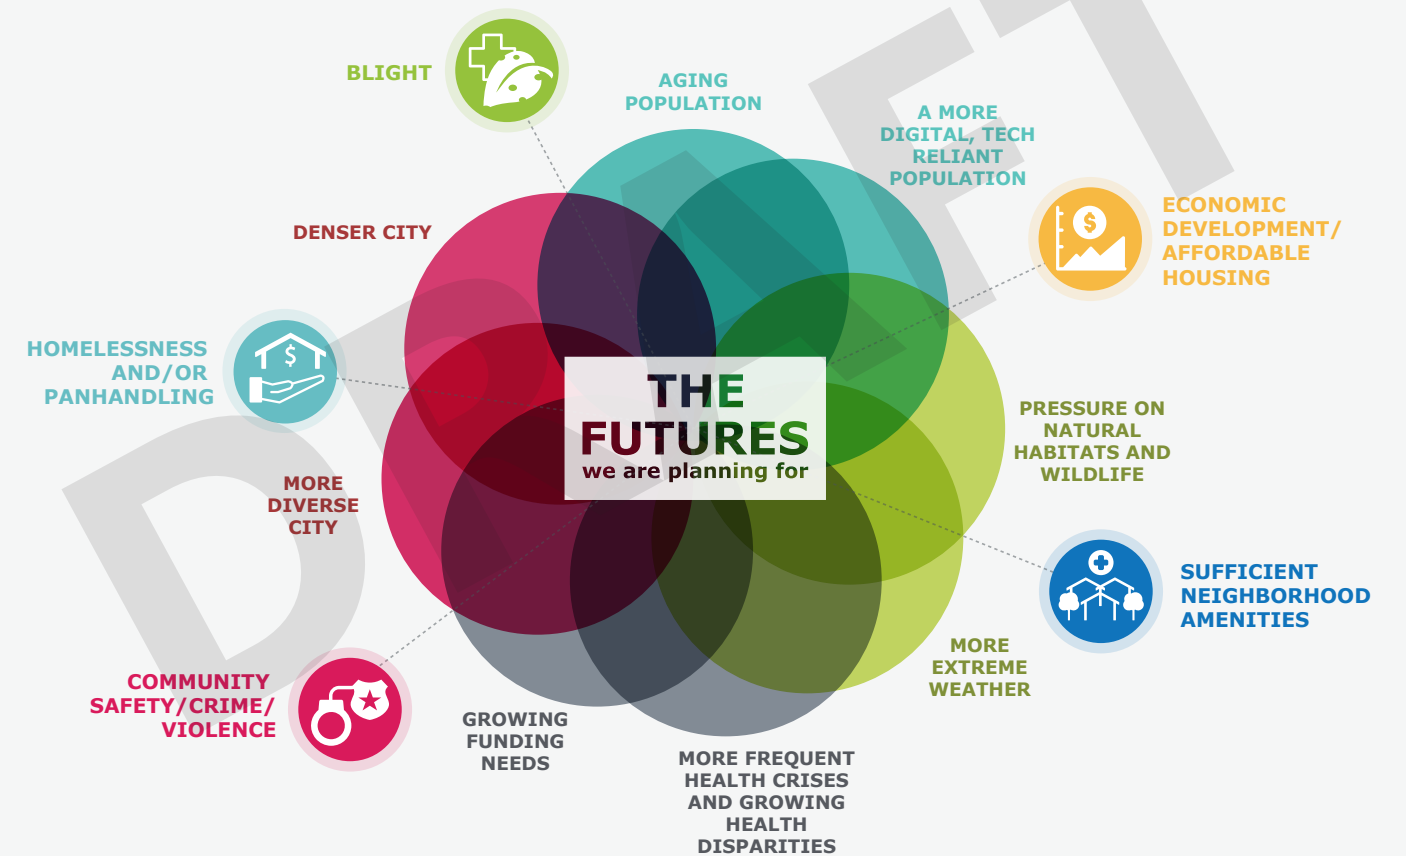 BLIGHT
AGING
POPULATION
A MORE
DIGITAL, TECH
RELIANT
POPULATION
ECONOMIC
DEVELOPMENT/
AFFORDABLE
HOUSING
DENSER CITY
HOMELESSNESS
AND/OR
PANHANDLING
$
$
THE
FUTURES
we are planning for
PRESSURE ON
NATURAL
HABITATS AND
WILDLIFE
MORE
DIVERSE
CITY
SUFFICIENT
NEIGHBORHOOD
AMENITIES
MORE
EXTREME
WEATHER
COMMUNITY
SAFETY/CRIME/
VIOLENCE
GROWING
FUNDING
NEEDS
MORE FREQUENT
HEALTH CRISES
AND GROWING
HEALTH
DISPARITIES
DRAFT